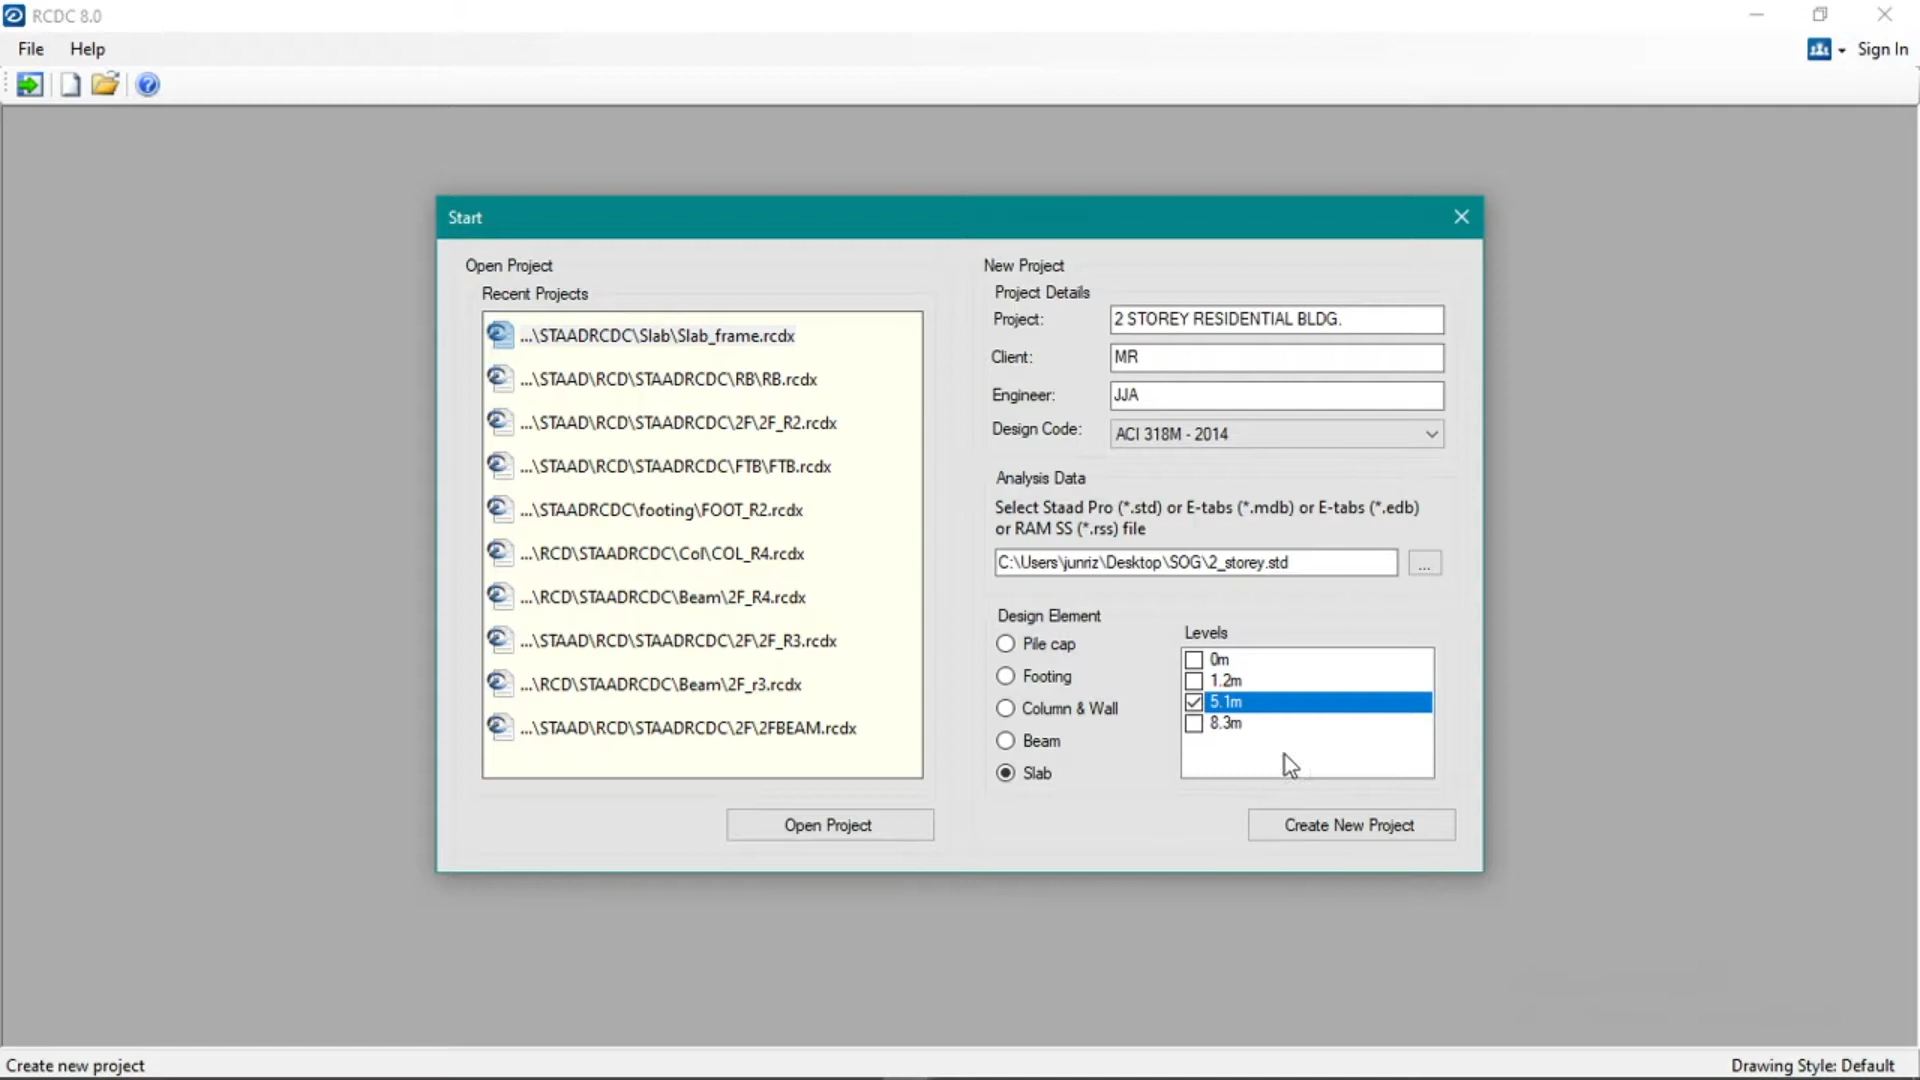 RCDC 8.0
File Help
Sign In
Start
Open Project
Recent Projects
...\STAADRCDC\Slab\Slab_frame.rcdx
...\STAAD\RCD\STAADRCDC\RB\RB.rcdx
...\STAAD\RCD\STAADRCDC\2F\2F_R2.rcdx
...\STAAD\RCD\STAADRCDC\FTB\FTB.rcdx
...\STAADRCDC\footing\FOOT_R2.rcdx
...\RCD\STAADRCDC\Col\COL_R4.rcdx
...\RCD\STAADRCDC\Beam\2F_R4.rcdx
...\STAAD\RCD\STAADRCDC\2F\2F_R3.rcdx
...\RCD\STAADRCDC\Beam\2F_r3.rcdx
...\STAAD\RCD\STAADRCDC\2F\2FBEAM.rcdx
Open Project
New Project
Project Details
Project: 2 STOREY RESIDENTIAL BLDG.
Client: MR
Engineer: JJA
Design Code: ACI 318M - 2014
Analysis Data
Select Staad Pro (*.std) or E-tabs (*.mdb) or E-tabs (*.edb)
or RAM SS (*.rss) file
C:\Users\junriz\Desktop\SOG\2_storey.std
...
Design Element
Pile cap
Footing
Column & Wall
Beam
Slab
Levels
0m
1.2m
5.1m
8.3m
Create New Project
Create new project
Drawing Style: Default